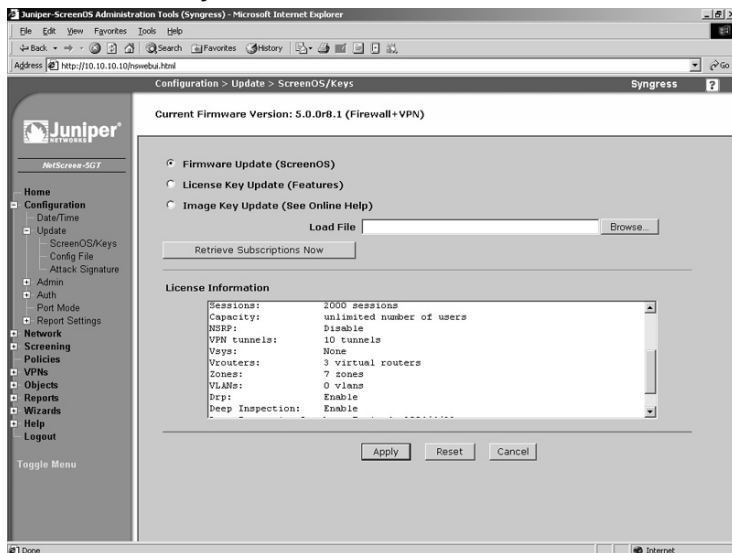 Juniper-ScreenOS Administration Tools (Syngress) - Microsoft Internet Explorer
File Edit View Favorites Tools Help
Back Search Favorites History
Address http://10.10.10.10/nswebui.html Go
Configuration > Update > ScreenOS/Keys Syngress ?
Current Firmware Version: 5.0.0r8.1 (Firewall+VPN)
Juniper
NETWORKS
NetScreen-5GT
Home
Configuration
Date/Time
Update
ScreenOS/Keys
Config File
Attack Signature
Admin
Auth
Port Mode
Report Settings
Network
Screening
Policies
VPNs
Objects
Reports
Wizards
Help
Logout
Toggle Menu
Firmware Update (ScreenOS)
License Key Update (Features)
Image Key Update (See Online Help)
Load File Browse...
Retrieve Subscriptions Now
License Information
Sessions: 2000 sessions
Capacity: unlimited number of users
NSRP: Disable
VPN tunnels: 10 tunnels
Vsys: None
Vrouters: 3 virtual routers
Zones: 7 zones
VLANs: 0 vlans
Drp: Enable
Deep Inspection: Enable
Apply Reset Cancel
Done Internet